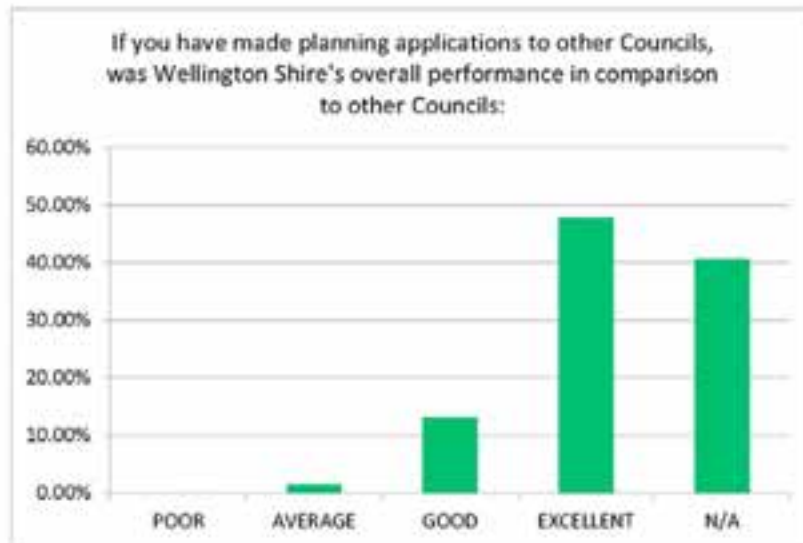 If you have made planning applications to other Councils,
was Wellington Shire's overall performance in comparison
to other Councils:
60.00%
50.00%
40.00%
30.00%
20.00%
10.00%
0.00%
POOR AVERAGE GOOD EXCELLENT N/A